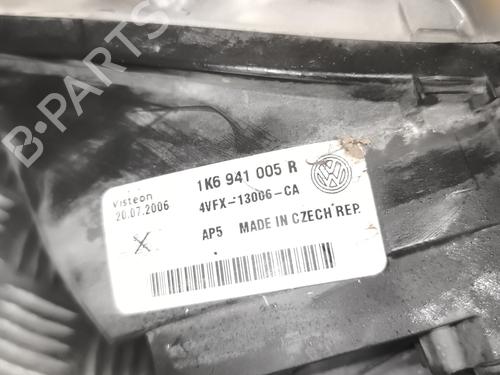 B-PARTS
Visteon
20.07.2006
1K6 941 005 R
4VFX-13006-CA
X
AP5 MADE IN CZECH REP.